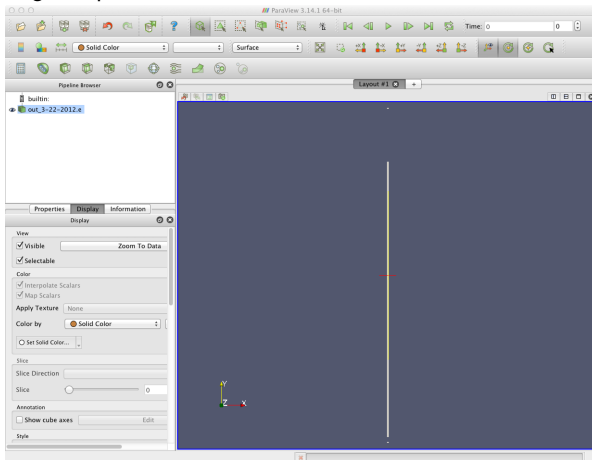 ParaView 3.14.1 64-bit
Time: 0
0
Solid Color
Surface
Pipeline Browser
Layout #1
builtin:
out_3-22-2012.e
Properties
Display
Information
Display
View
Visible
Zoom To Data
Selectable
Color
Interpolate Scalars
Map Scalars
Apply Texture
None
Color by
Solid Color
Set Solid Color...
Slice
Slice Direction
Slice
0
Annotation
Show cube axes
Edit
Style
Y
Z X